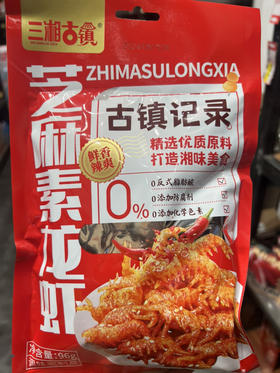 三湘古镇®
ZHIMASULONGXIA
芝麻素龙虾
古镇记录
精选优质原料
打造湘味美食
鲜香
辣爽
0%
0反式脂肪酸
0添加防腐剂
0添加化学色素
净含量:96g